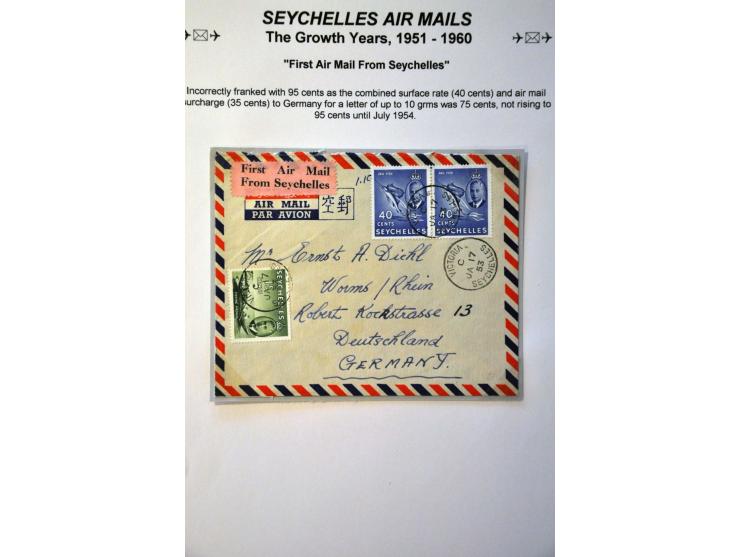 SEYCHELLES AIR MAILS
The Growth Years, 1951 - 1960
"First Air Mail From Seychelles"
Incorrectly franked with 95 cents as the combined surface rate (40 cents) and air mail
surcharge (35 cents) to Germany for a letter of up to 10 grms was 75 cents, not rising to
95 cents until July 1954.
First Air Mail
From Seychelles
AIR MAIL
PAR AVION
空郵
40
CENTS
SEYCHELLES
40
CENTS
SEYCHELLES
VICTORIA
C
JA 17
53
SEYCHELLES
SEYCHELLES
Mr Ernst A. Diehl
Worms / Rhein
Robert Kochstrasse 13
Deutschland
GERMANY.